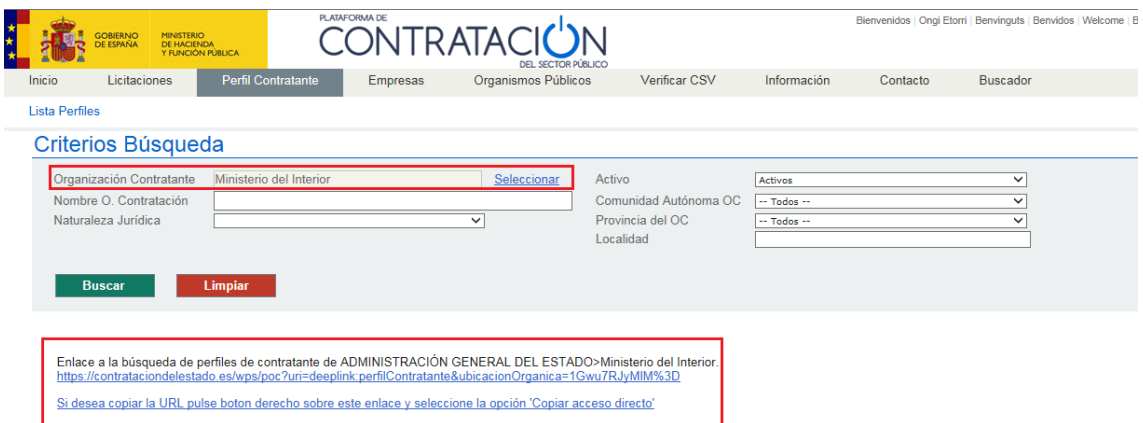 GOBIERNO
DE ESPAÑA
MINISTERIO
DE HACIENDA
Y FUNCIÓN PÚBLICA
PLATAFORMA DE
CONTRATACIÓN
DEL SECTOR PÚBLICO
Bienvenidos | Ongi Etorri | Benvinguts | Benvidos | Welcome | B
Inicio Licitaciones Perfil Contratante Empresas Organismos Públicos Verificar CSV Información Contacto Buscador
Lista Perfiles
Criterios Búsqueda
Organización Contratante Ministerio del Interior Seleccionar Activo Activos
Nombre O. Contratación Comunidad Autónoma OC -- Todos --
Naturaleza Jurídica Provincia del OC -- Todos --
Localidad
Buscar Limpiar
Enlace a la búsqueda de perfiles de contratante de ADMINISTRACIÓN GENERAL DEL ESTADO>Ministerio del Interior.
https://contrataciondelestado.es/wps/poc?uri=deeplink:perfilContratante&ubicacionOrganica=1Gwu7RJyMlM%3D
Si desea copiar la URL pulse boton derecho sobre este enlace y seleccione la opción 'Copiar acceso directo'